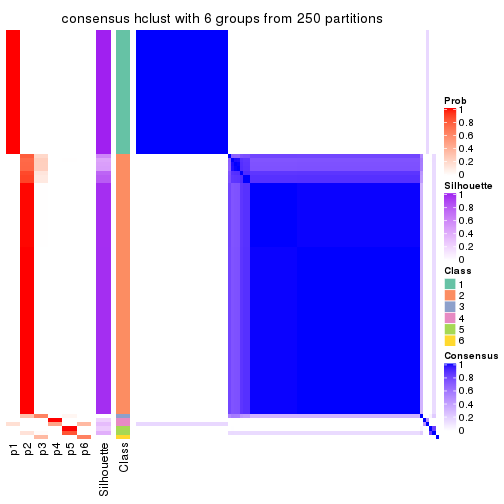 consensus hclust with 6 groups from 250 partitions
Prob
1
0.8
0.6
0.4
0.2
0
Silhouette
1
0.8
0.6
0.4
0.2
0
Class
1
2
3
4
5
6
Consensus
1
0.8
0.6
0.4
0.2
0
p1
p2
p3
p4
p5
p6
Silhouette
Class